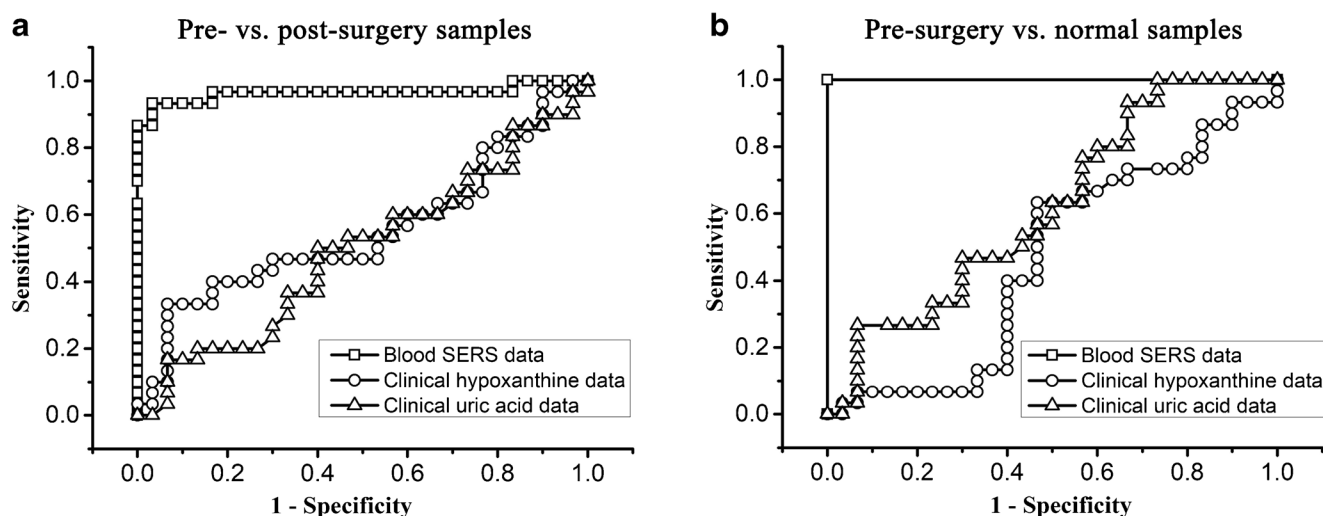 a
Pre- vs. post-surgery samples
1.0
0.8
0.6
0.4
0.2
0.0
Sensitivity
Blood SERS data
Clinical hypoxanthine data
Clinical uric acid data
0.0 0.2 0.4 0.6 0.8 1.0
1 - Specificity
b
Pre-surgery vs. normal samples
1.0
0.8
0.6
0.4
0.2
0.0
Sensitivity
Blood SERS data
Clinical hypoxanthine data
Clinical uric acid data
0.0 0.2 0.4 0.6 0.8 1.0
1 - Specificity